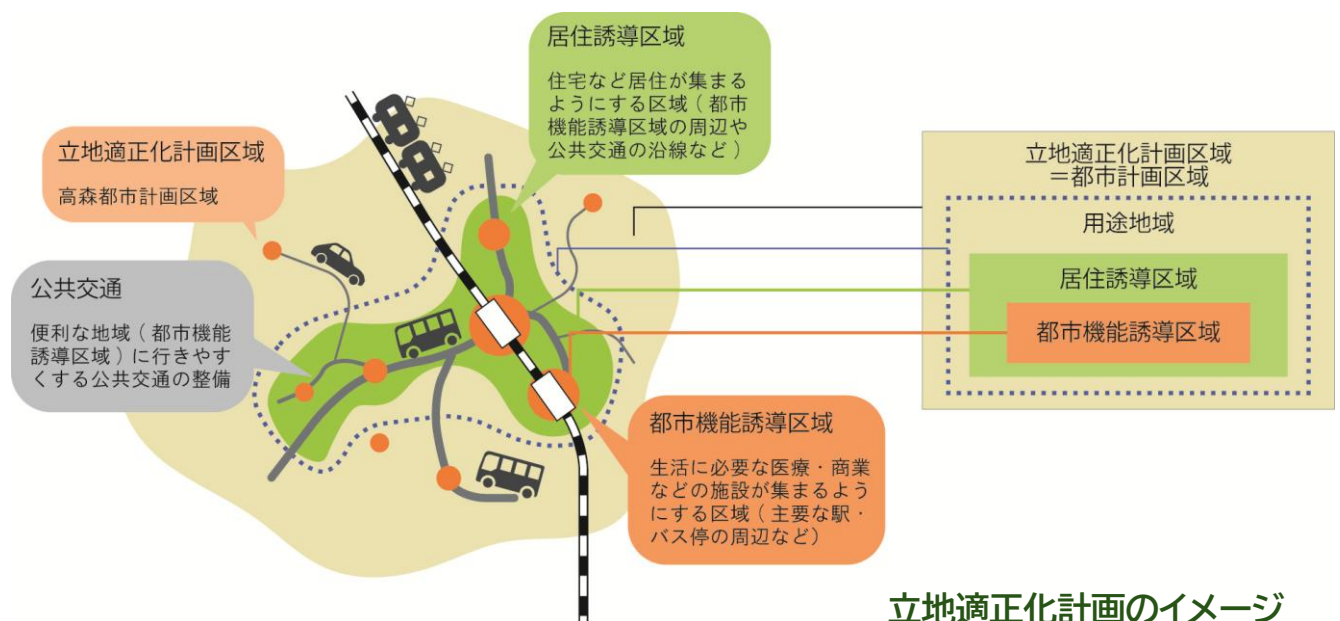 居住誘導区域
住宅など居住が集まる
ようにする区域（都市
機能誘導区域の周辺や
公共交通の沿線など）
立地適正化計画区域
高森都市計画区域
公共交通
便利な地域（都市機能
誘導区域）に行きやす
くする公共交通の整備
都市機能誘導区域
生活に必要な医療・商業
などの施設が集まるよう
にする区域（主要な駅・
バス停の周辺など）
立地適正化計画区域
＝都市計画区域
用途地域
居住誘導区域
都市機能誘導区域
立地適正化計画のイメージ